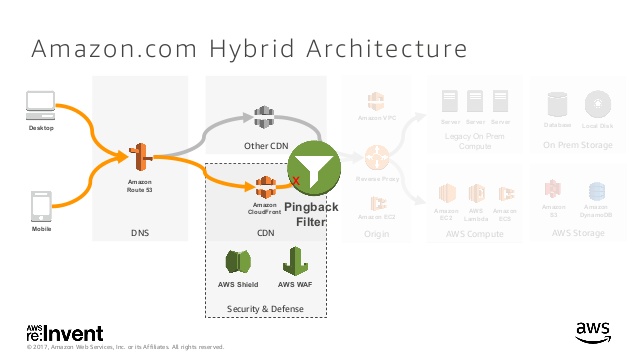 Amazon.com Hybrid Architecture
Desktop
Mobile
Amazon
Route 53
DNS
Other CDN
Amazon
CloudFront
CDN
X
Pingback
Filter
AWS Shield
AWS WAF
Security & Defense
Amazon VPC
Reverse Proxy
Amazon EC2
Origin
Server
Server
Server
Legacy On Prem
Compute
Amazon
EC2
AWS
Lambda
Amazon
ECS
AWS Compute
Database
Local Disk
On Prem Storage
Amazon
S3
Amazon
DynamoDB
AWS Storage
AWS
re:Invent
© 2017, Amazon Web Services, Inc. or its Affiliates. All rights reserved.
aws